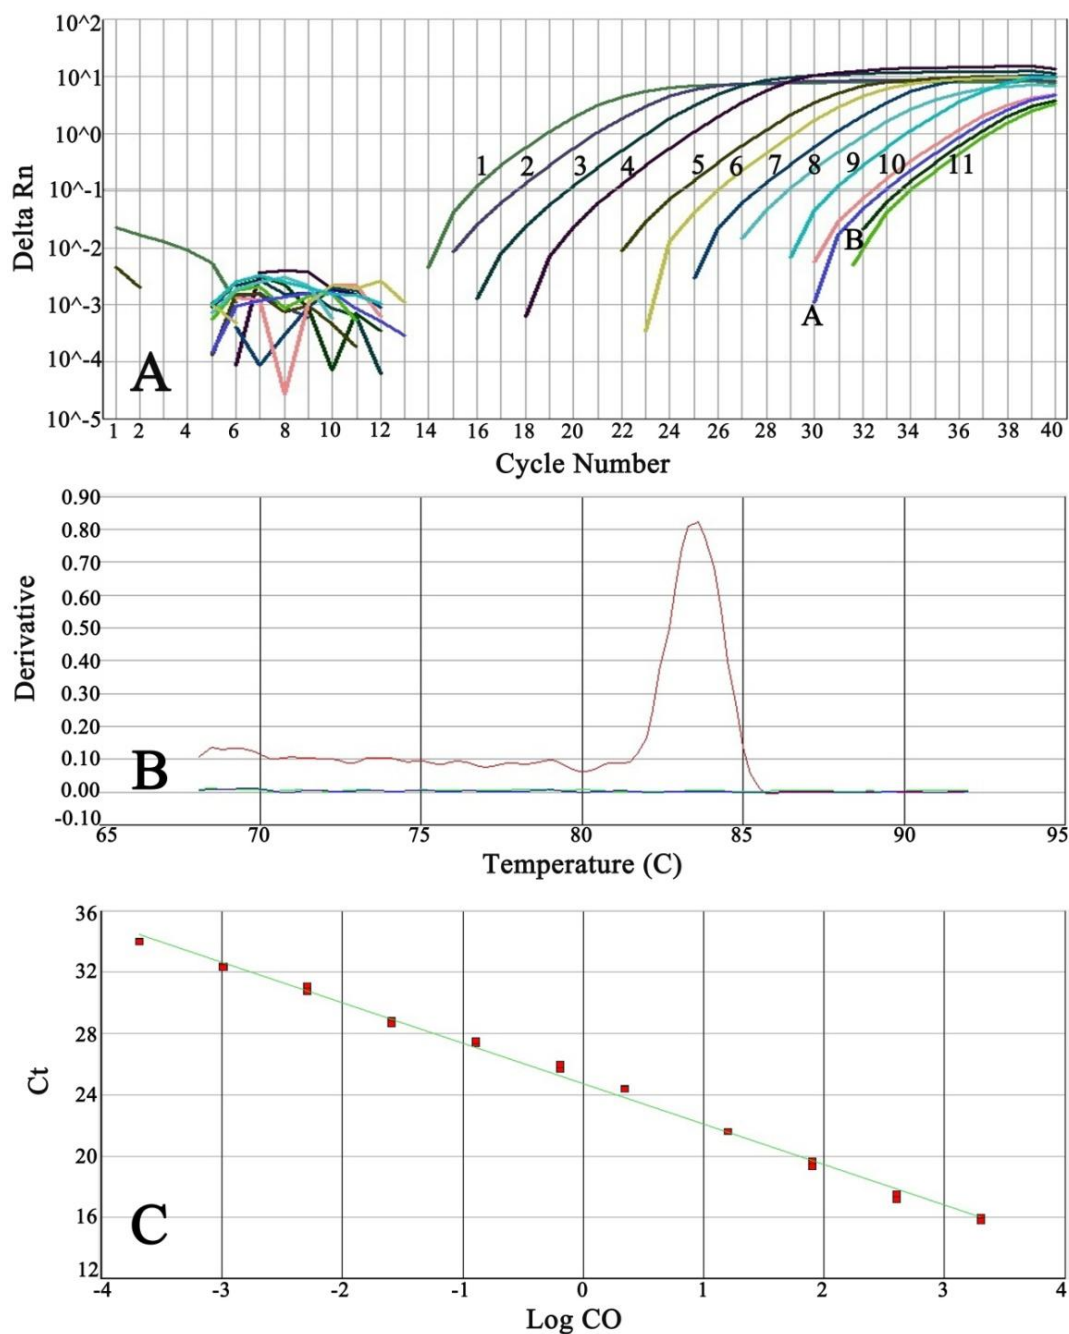 10^2
10^1
10^0
10^-1
10^-2
10^-3
10^-4
10^-5
Delta Rn
1 2 3 4 5 6 7 8 9 10 11
B
A
A
1 2 4 6 8 10 12 14 16 18 20 22 24 26 28 30 32 34 36 38 40
Cycle Number
0.90
0.80
0.70
0.60
0.50
0.40
0.30
0.20
0.10
0.00
-0.10
Derivative
B
65 70 75 80 85 90 95
Temperature (C)
36
32
28
24
20
16
12
Ct
C
-4 -3 -2 -1 0 1 2 3 4
Log CO